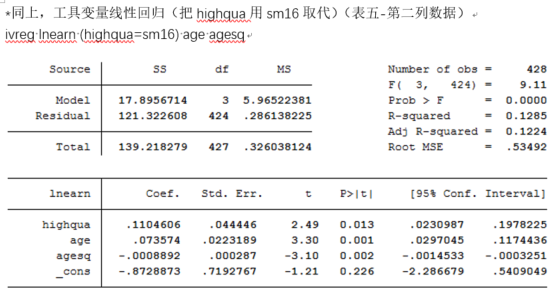 *同上，工具变量线性回归（把 highqua 用 sm16 取代）（表五-第二列数据）
ivreg lnearn (highqua=sm16) age agesq
Source | SS df MS Number of obs = 428
F( 3, 424) = 9.11
Model | 17.8956714 3 5.96522381 Prob > F = 0.0000
Residual | 121.322608 424 .286138225 R-squared = 0.1285
Adj R-squared = 0.1224
Total | 139.218279 427 .326038124 Root MSE = .53492
lnearn | Coef. Std. Err. t P>|t| [95% Conf. Interval]
highqua | .1104606 .044446 2.49 0.013 .0230987 .1978225
age | .073574 .0223189 3.30 0.001 .0297045 .1174436
agesq | -.0008892 .000287 -3.10 0.002 -.0014533 -.0003251
_cons | -.8728873 .7192767 -1.21 0.226 -2.286679 .5409049